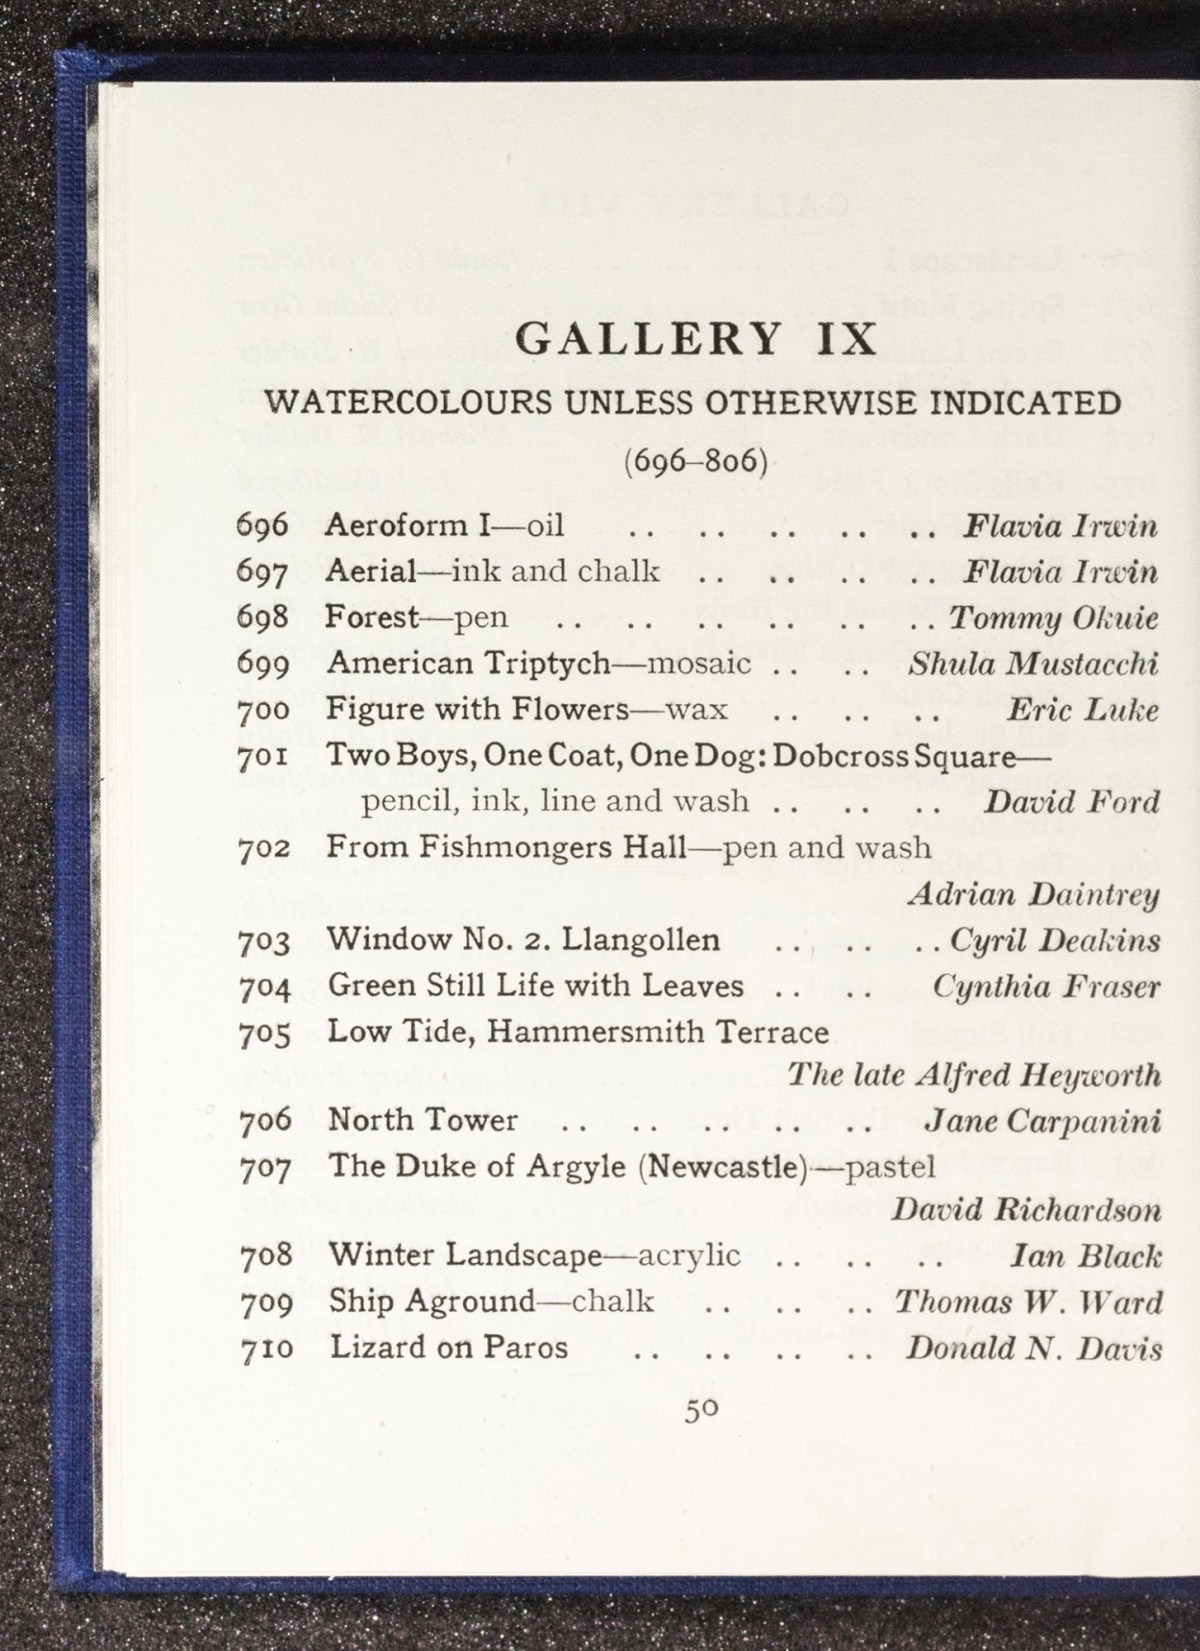 GALLERY IX
WATERCOLOURS UNLESS OTHERWISE INDICATED
(696–806)
696 Aeroform I—oil .. .. .. .. .. Flavia Irwin
697 Aerial—ink and chalk .. .. .. .. Flavia Irwin
698 Forest—pen .. .. .. .. .. .. Tommy Okuie
699 American Triptych—mosaic .. .. Shula Mustacchi
700 Figure with Flowers—wax .. .. .. Eric Luke
701 Two Boys, One Coat, One Dog: Dobcross Square—
pencil, ink, line and wash .. .. .. David Ford
702 From Fishmongers Hall—pen and wash
Adrian Daintrey
703 Window No. 2. Llangollen .. .. .. Cyril Deakins
704 Green Still Life with Leaves .. .. Cynthia Fraser
705 Low Tide, Hammersmith Terrace
The late Alfred Heyworth
706 North Tower .. .. .. .. .. Jane Carpanini
707 The Duke of Argyle (Newcastle)—pastel
David Richardson
708 Winter Landscape—acrylic .. .. .. Ian Black
709 Ship Aground—chalk .. .. .. Thomas W. Ward
710 Lizard on Paros .. .. .. .. Donald N. Davis
50